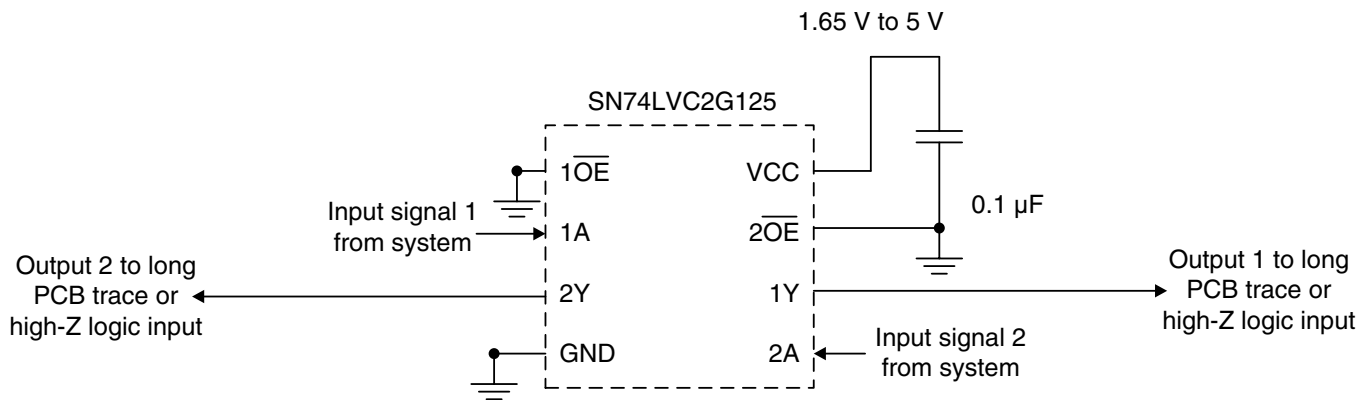 1.65 V to 5 V
SN74LVC2G125
1O̅E̅
VCC
Input signal 1
from system
1A
2O̅E̅
0.1 µF
Output 2 to long
PCB trace or
high-Z logic input
2Y
1Y
Output 1 to long
PCB trace or
high-Z logic input
GND
2A
Input signal 2
from system